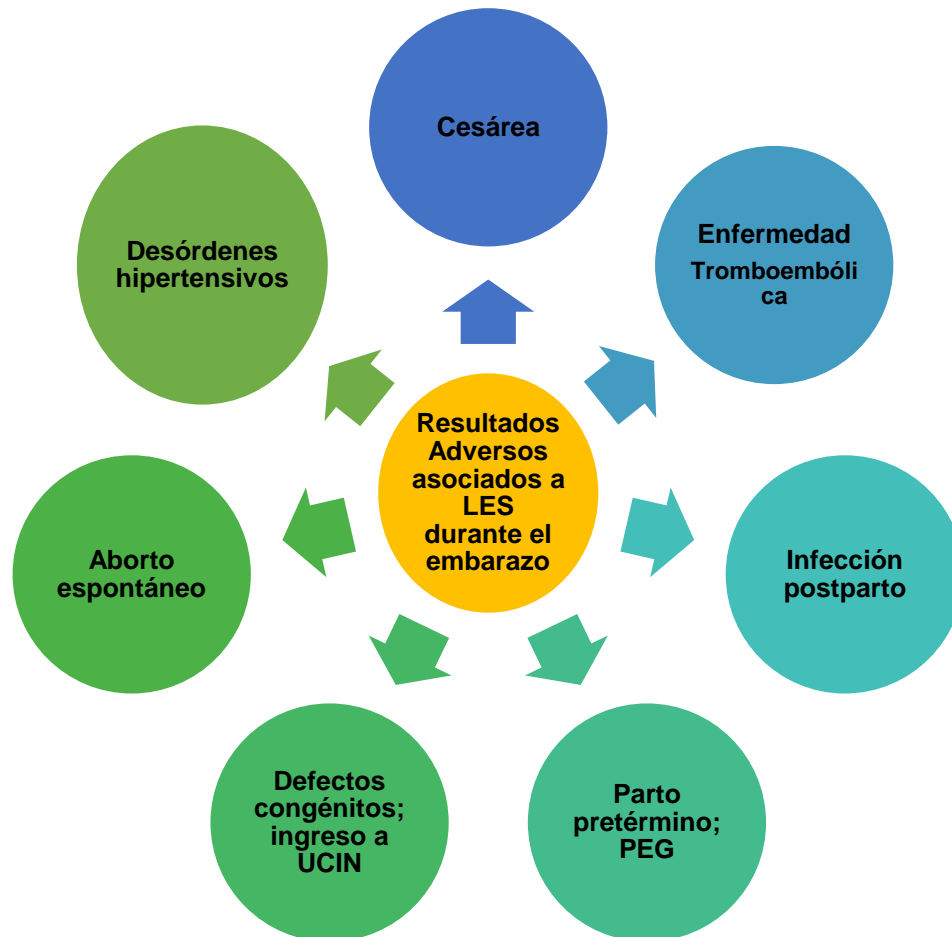 Cesárea
Enfermedad
Tromboembóli
ca
Desórdenes
hipertensivos
Resultados
Adversos
asociados a
LES
durante el
embarazo
Aborto
espontáneo
Infección
postparto
Defectos
congénitos;
ingreso a
UCIN
Parto
pretérmino;
PEG